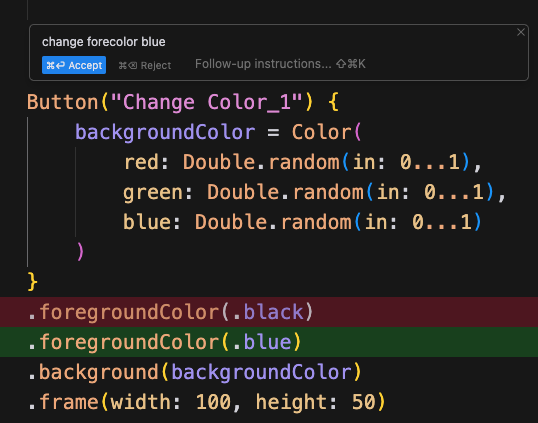 change forecolor blue
⌘⏎ Accept ⌘⌫ Reject Follow-up instructions... ⇧⌘K
Button("Change Color_1") {
backgroundColor = Color(
red: Double.random(in: 0...1),
green: Double.random(in: 0...1),
blue: Double.random(in: 0...1)
)
}
.foregroundColor(.black)
.foregroundColor(.blue)
.background(backgroundColor)
.frame(width: 100, height: 50)